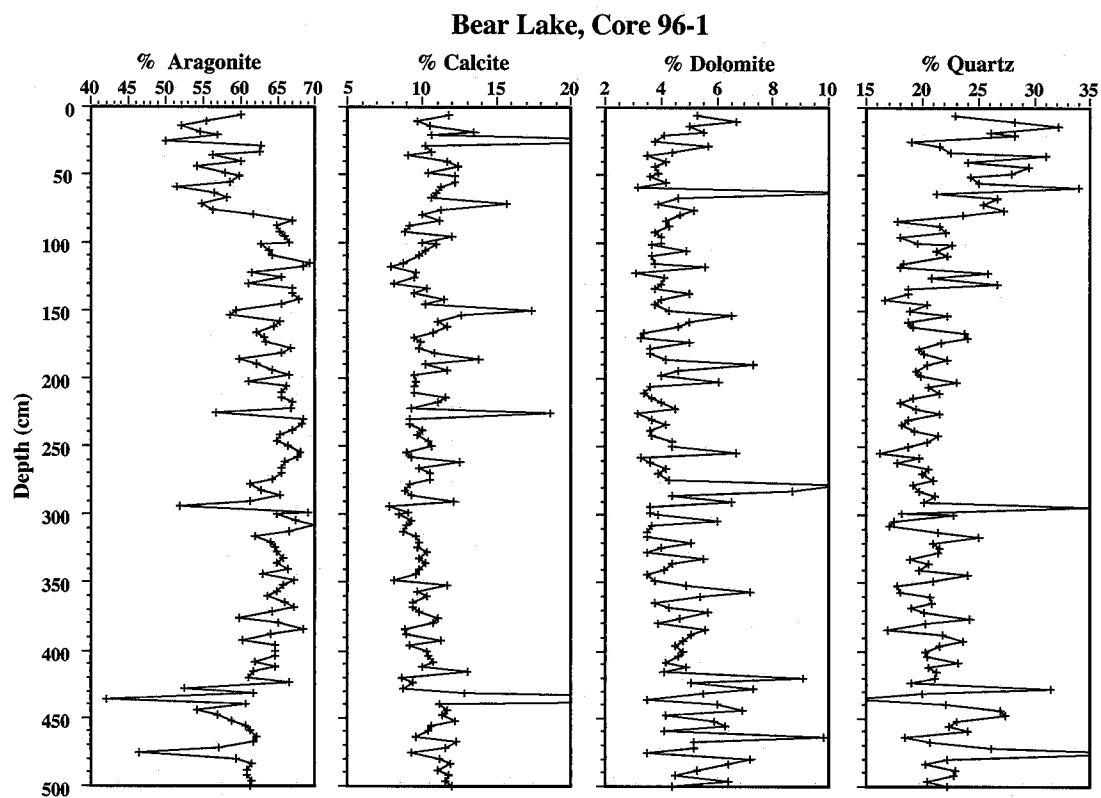 Bear Lake, Core 96-1
% Aragonite % Calcite % Dolomite % Quartz
40 45 50 55 60 65 70 5 10 15 20 2 4 6 8 10 15 20 25 30 35
0
50
100
150
200
250
300
350
400
450
500
Depth (cm)